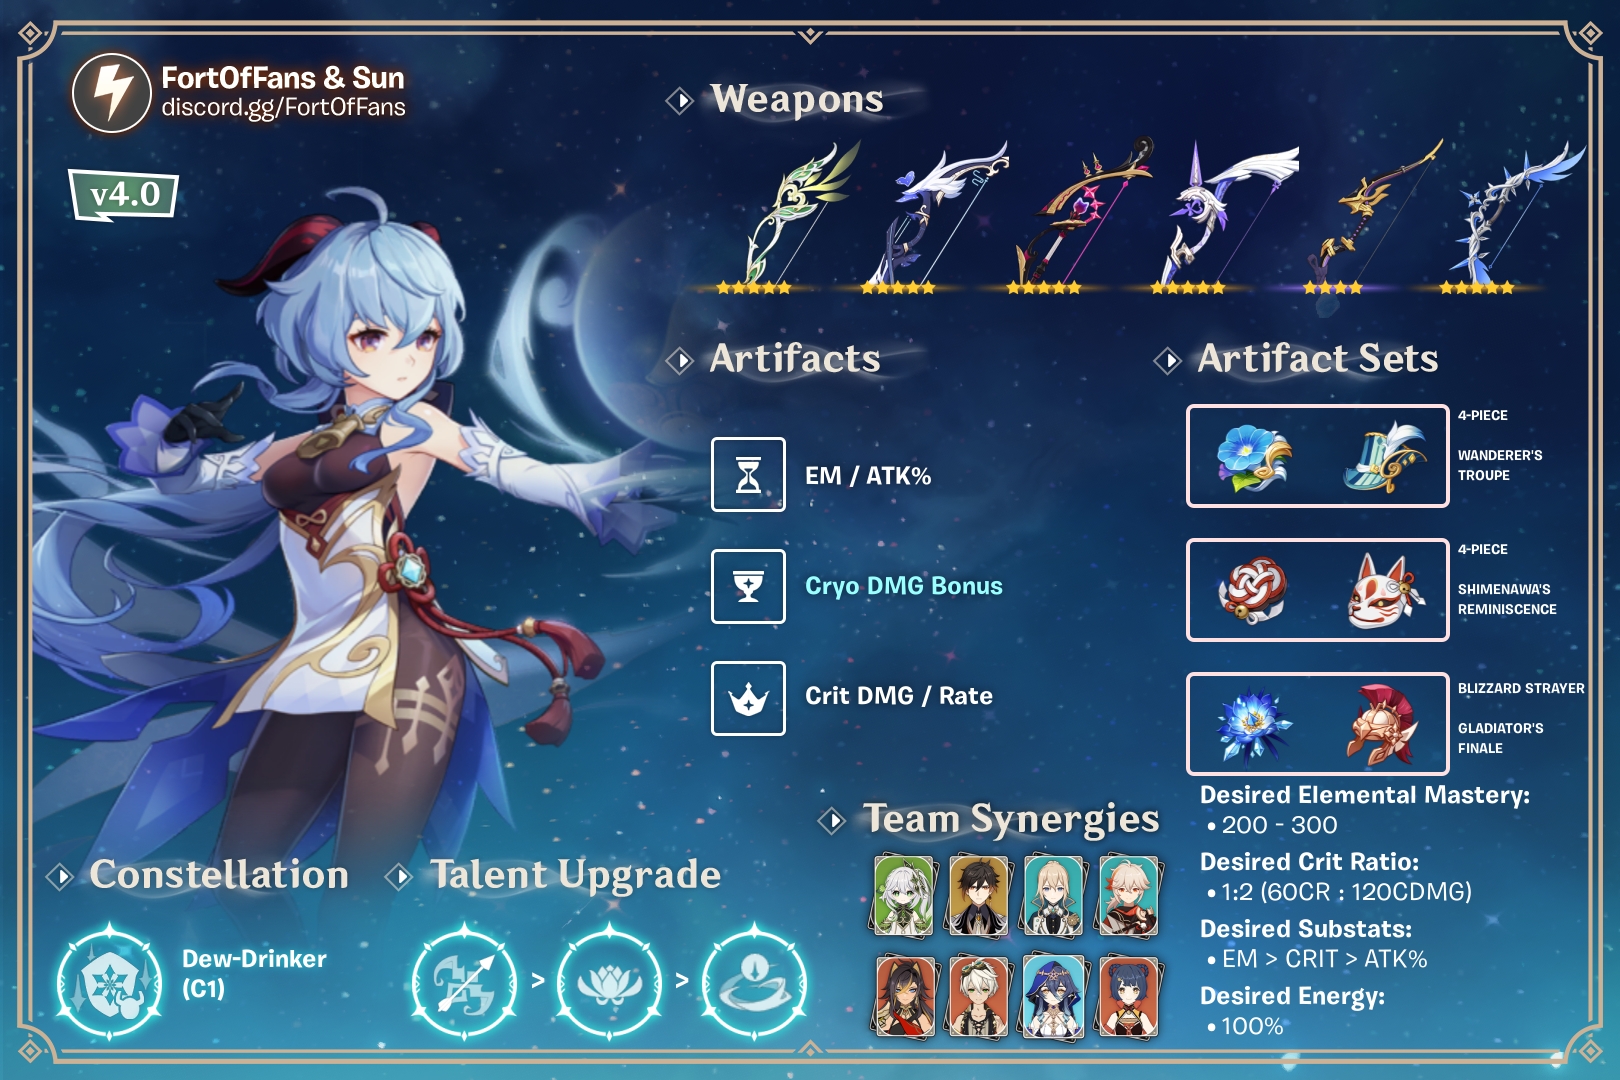 FortOfFans & Sun
discord.gg/FortOfFans
v4.0
Weapons
Artifacts
EM / ATK%
Cryo DMG Bonus
Crit DMG / Rate
Artifact Sets
4-PIECE
WANDERER'S
TROUPE
4-PIECE
SHIMENAWA'S
REMINISCENCE
BLIZZARD STRAYER
GLADIATOR'S
FINALE
Desired Elemental Mastery:
• 200 - 300
Desired Crit Ratio:
• 1:2 (60CR : 120CDMG)
Desired Substats:
• EM > CRIT > ATK%
Desired Energy:
• 100%
Team Synergies
Constellation
Dew-Drinker
(C1)
Talent Upgrade
> >